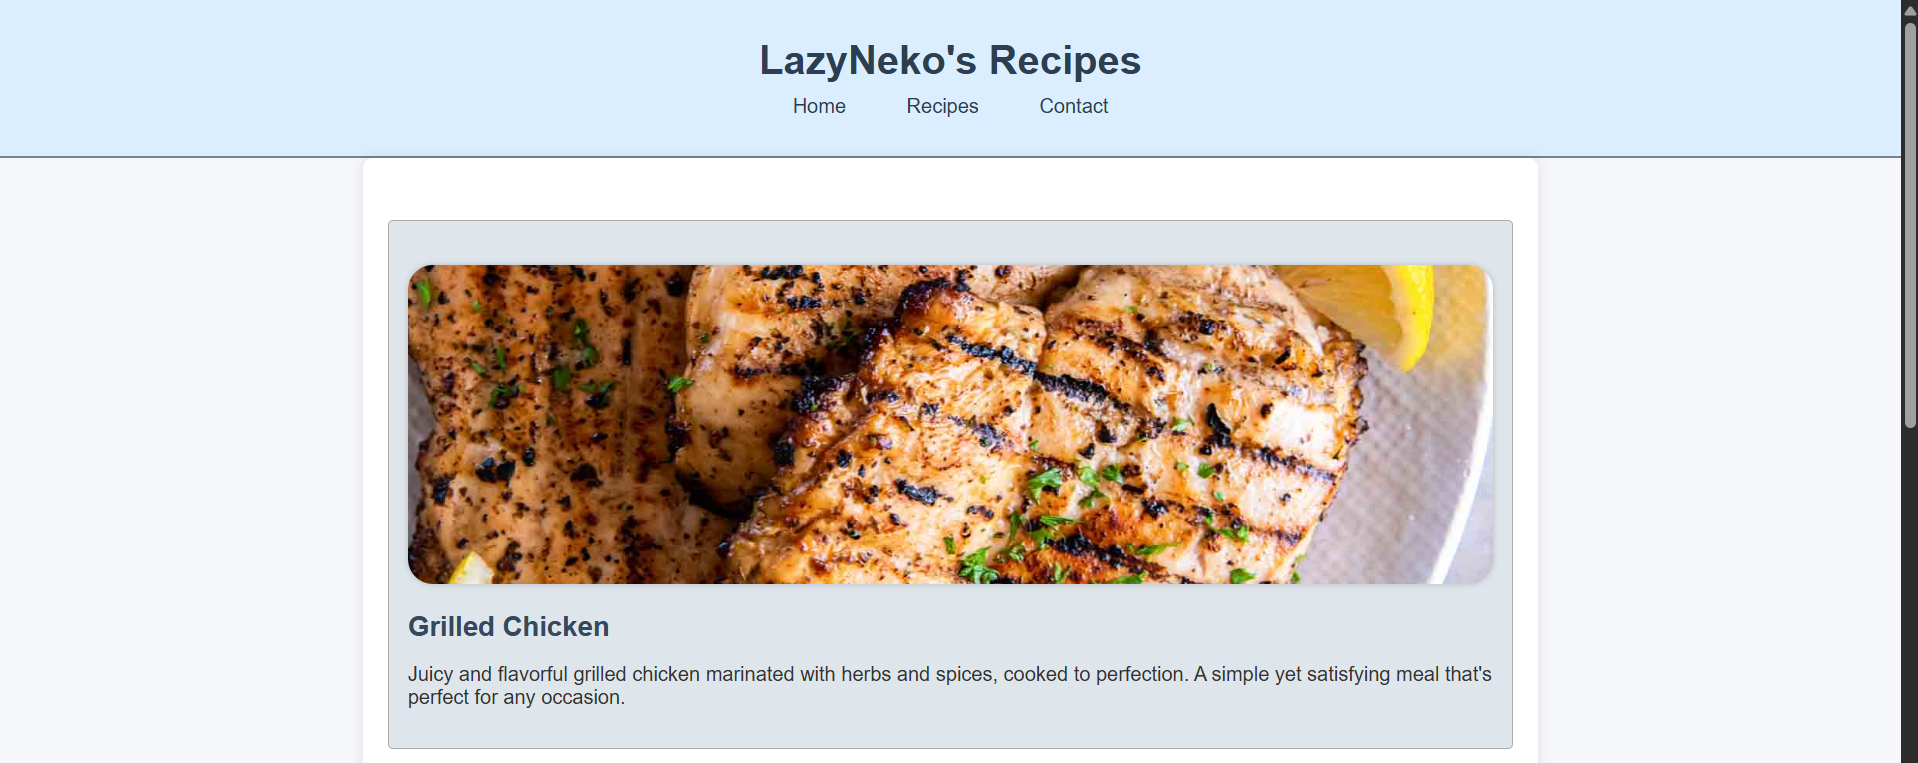 LazyNeko's Recipes
Home Recipes Contact
Grilled Chicken
Juicy and flavorful grilled chicken marinated with herbs and spices, cooked to perfection. A simple yet satisfying meal that's
perfect for any occasion.